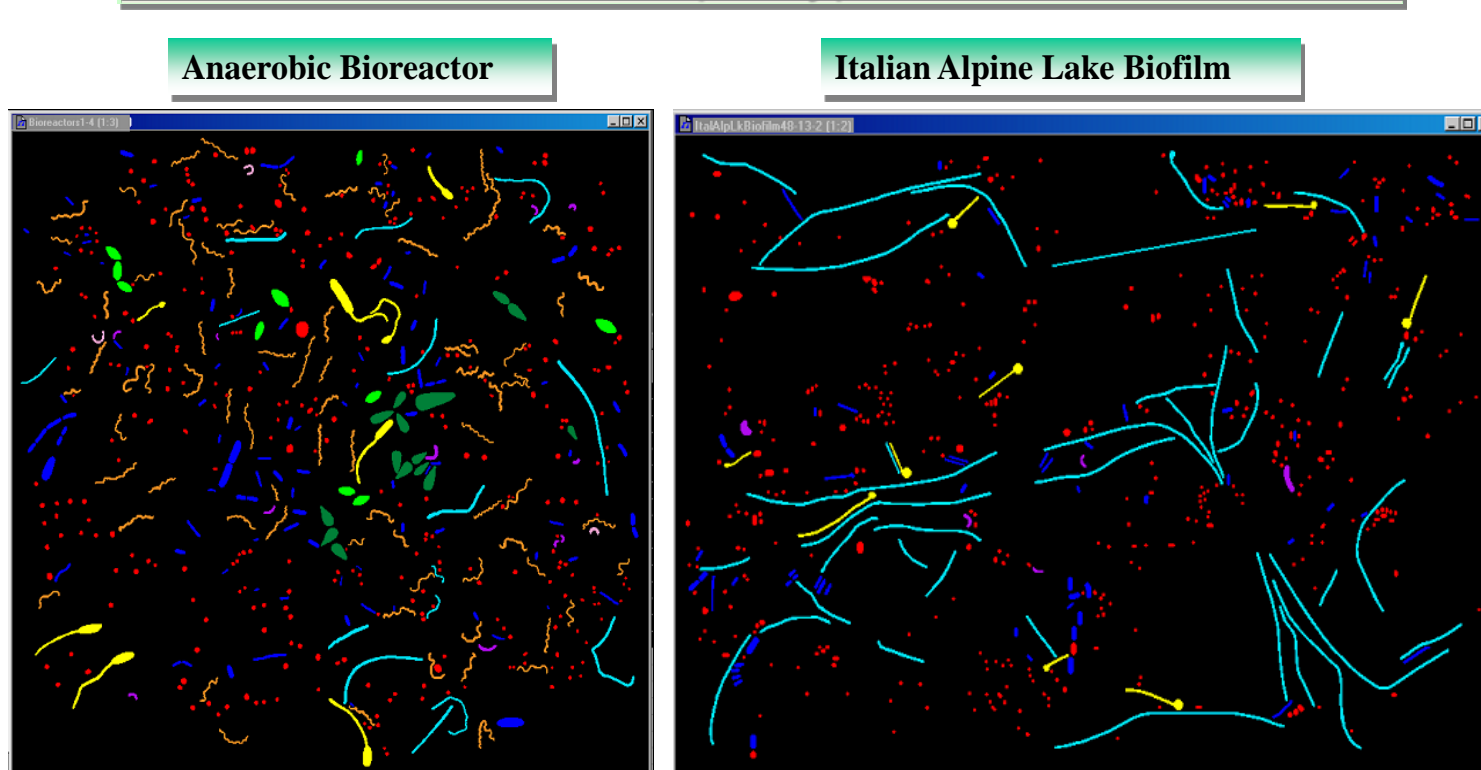 Anaerobic Bioreactor
Italian Alpine Lake Biofilm
Bioreactors1-4 [1:3]
ItalAlpLkBiofilm48-13-2 [1:2]